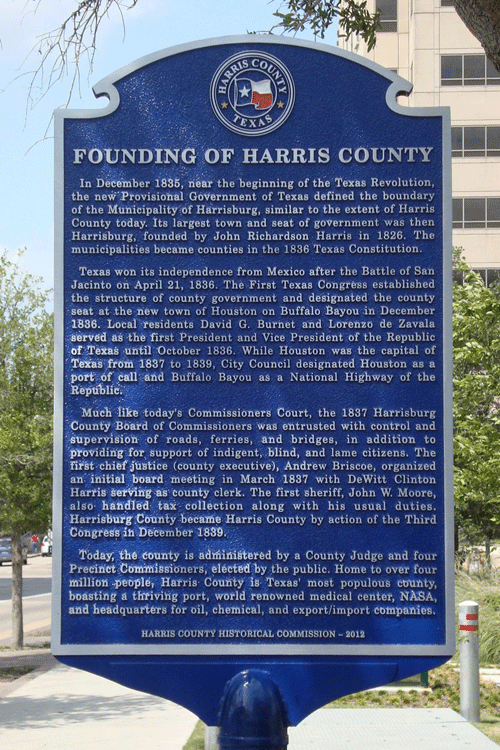 HARRIS COUNTY
TEXAS
FOUNDING OF HARRIS COUNTY
In December 1835, near the beginning of the Texas Revolution,
the new Provisional Government of Texas defined the boundary
of the Municipality of Harrisburg, similar to the extent of Harris
County today. Its largest town and seat of government was then
Harrisburg, founded by John Richardson Harris in 1826. The
municipalities became counties in the 1836 Texas Constitution.
Texas won its independence from Mexico after the Battle of San
Jacinto on April 21, 1836. The First Texas Congress established
the structure of county government and designated the county
seat at the new town of Houston on Buffalo Bayou in December
1836. Local residents David G. Burnet and Lorenzo de Zavala
served as the first President and Vice President of the Republic
of Texas until October 1836. While Houston was the capital of
Texas from 1837 to 1839, City Council designated Houston as a
port of call and Buffalo Bayou as a National Highway of the
Republic.
Much like today's Commissioners Court, the 1837 Harrisburg
County Board of Commissioners was entrusted with control and
supervision of roads, ferries, and bridges, in addition to
providing for support of indigent, blind, and lame citizens. The
first chief justice (county executive), Andrew Briscoe, organized
an initial board meeting in March 1837 with DeWitt Clinton
Harris serving as county clerk. The first sheriff, John W. Moore,
also handled tax collection along with his usual duties.
Harrisburg County became Harris County by action of the Third
Congress in December 1839.
Today, the county is administered by a County Judge and four
Precinct Commissioners, elected by the public. Home to over four
million people, Harris County is Texas' most populous county,
boasting a thriving port, world renowned medical center, NASA,
and headquarters for oil, chemical, and export/import companies.
HARRIS COUNTY HISTORICAL COMMISSION – 2012